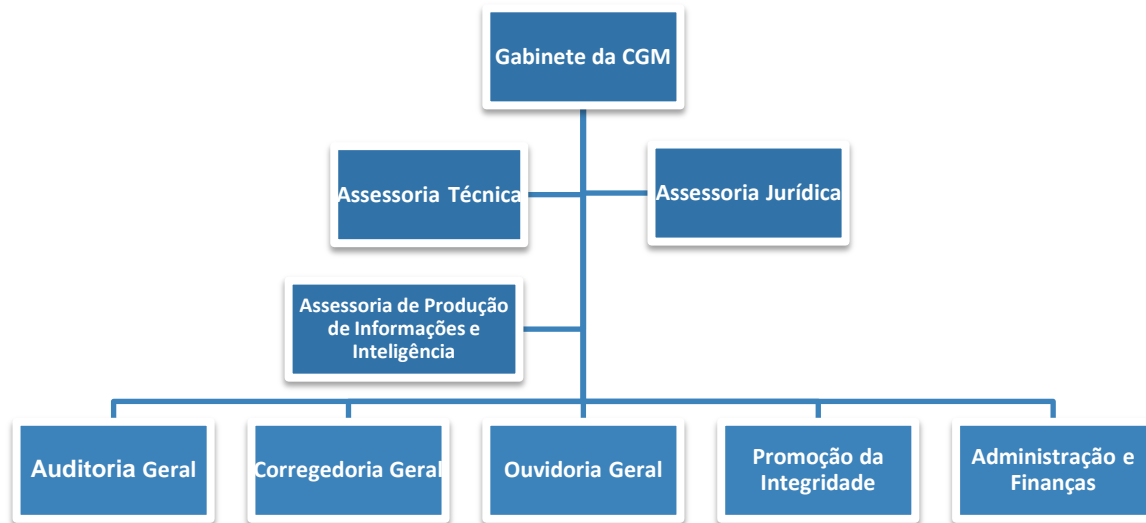 Gabinete da CGM
Assessoria Técnica
Assessoria Jurídica
Assessoria de Produção
de Informações e
Inteligência
Auditoria Geral
Corregedoria Geral
Ouvidoria Geral
Promoção da
Integridade
Administração e
Finanças